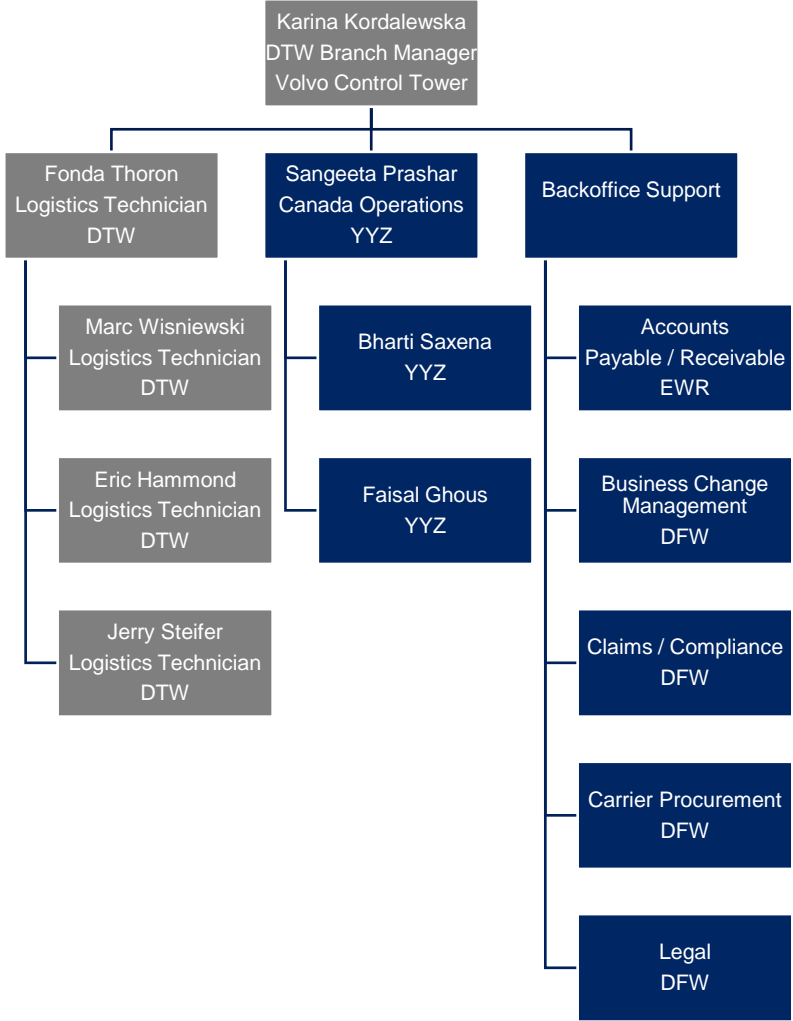 Karina Kordalewska
DTW Branch Manager
Volvo Control Tower
Fonda Thoron
Logistics Technician
DTW
Marc Wisniewski
Logistics Technician
DTW
Eric Hammond
Logistics Technician
DTW
Jerry Steifer
Logistics Technician
DTW
Sangeeta Prashar
Canada Operations
YYZ
Bharti Saxena
YYZ
Faisal Ghous
YYZ
Backoffice Support
Accounts
Payable / Receivable
EWR
Business Change
Management
DFW
Claims / Compliance
DFW
Carrier Procurement
DFW
Legal
DFW